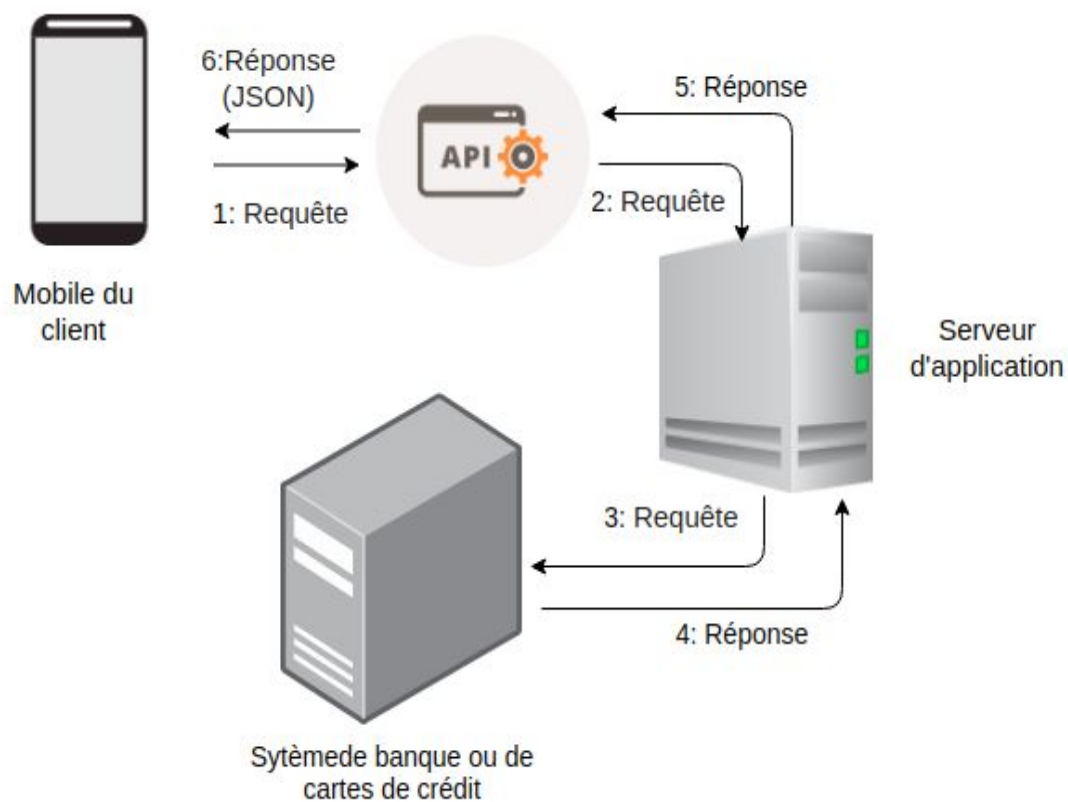 6:Réponse
(JSON)
5: Réponse
API
1: Requête
2: Requête
Mobile du
client
Serveur
d'application
3: Requête
4: Réponse
Sytèmede banque ou de
cartes de crédit